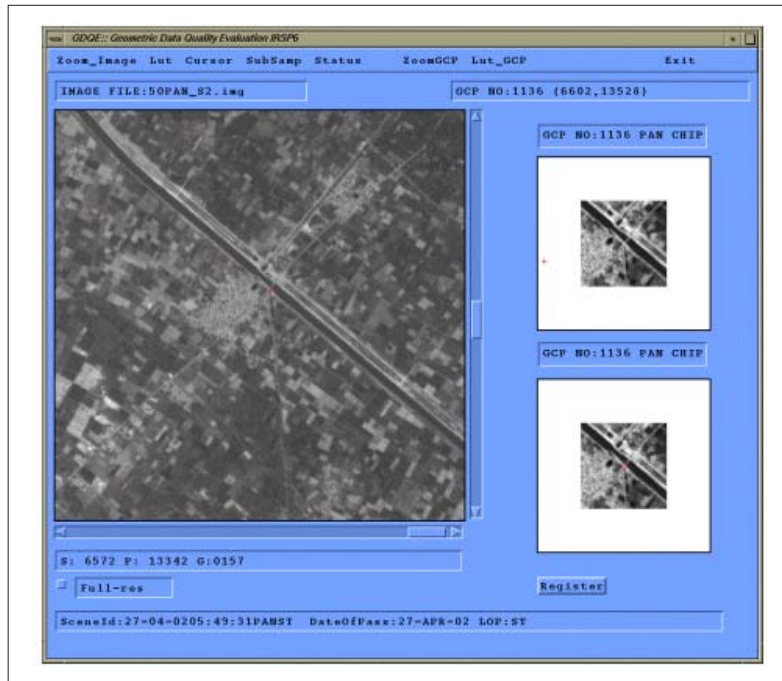 GDQE:: Geometric Data Quality Evaluation IRSP6
Zoom_Image Lut Cursor SubSamp Status ZoomGCP Lut_GCP Exit
IMAGE FILE:50PAN_S2.img
GCP NO:1136 {6602,13528}
GCP NO:1136 PAN CHIP
GCP NO:1136 PAN CHIP
S: 6572 P: 13342 G:0157
Full-res
Register
SceneId:27-04-0205:49:31PANST DateOfPass:27-APR-02 LOP:ST